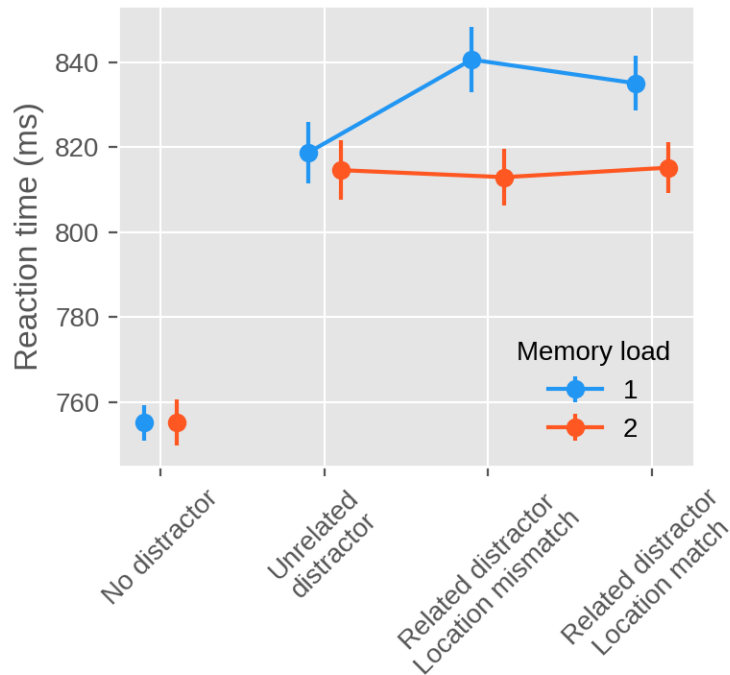 Reaction time (ms)
840
820
800
780
760
Memory load
1
2
No distractor
Unrelated
distractor
Related distractor
Location mismatch
Related distractor
Location match